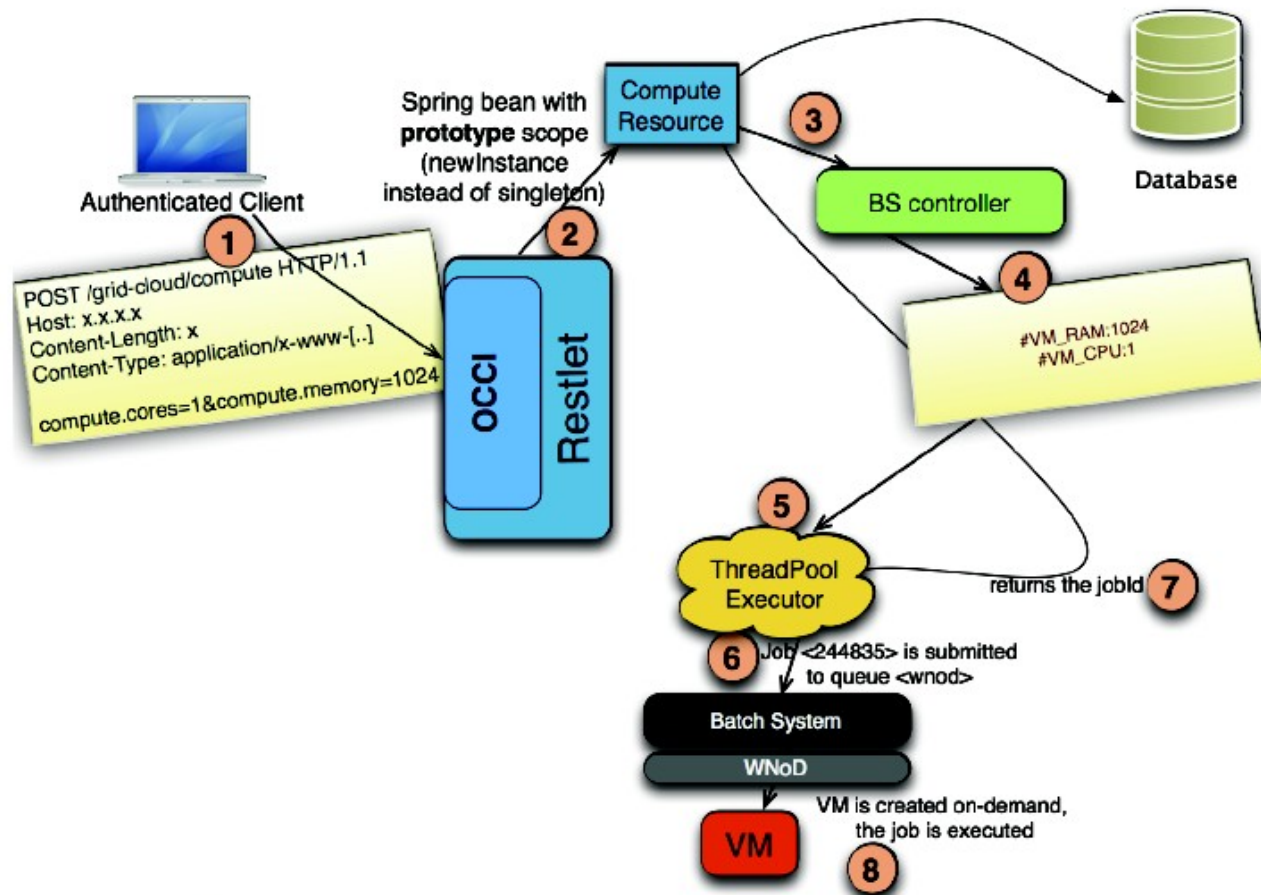 Authenticated Client
1
POST /grid-cloud/compute HTTP/1.1
Host: x.x.x.x
Content-Length: x
Content-Type: application/x-www-[..]
compute.cores=1&compute.memory=1024
Spring bean with
prototype scope
(newInstance
instead of singleton)
2
OCCI
Restlet
Compute
Resource
3
Database
BS controller
4
#VM_RAM:1024
#VM_CPU:1
5
ThreadPool
Executor
returns the jobId
7
6
Job <244835> is submitted
to queue <wnod>
Batch System
WNoD
VM
VM is created on-demand,
the job is executed
8